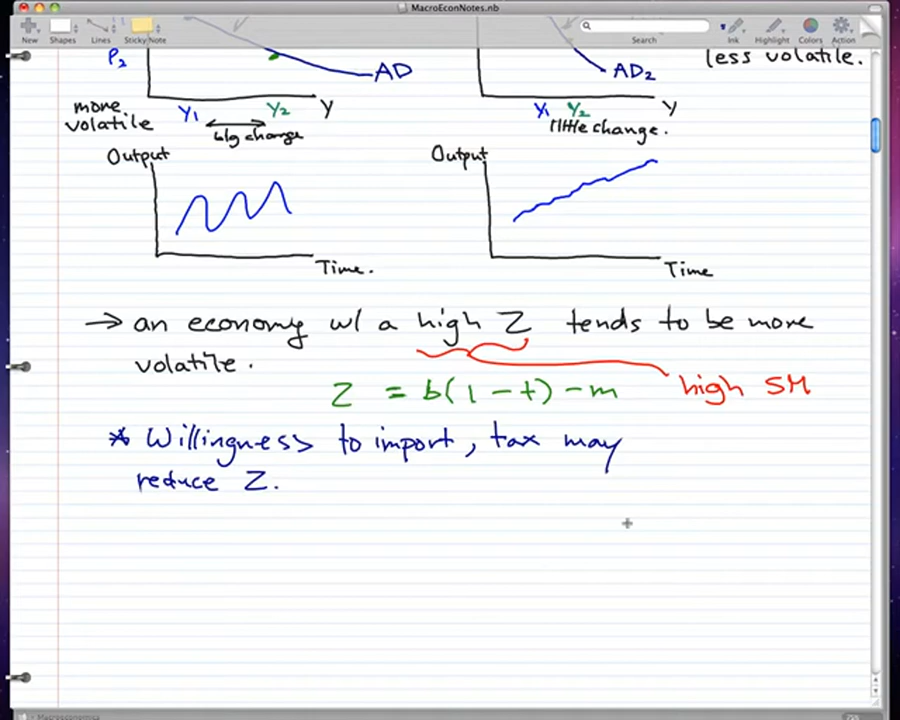 MacroEconNotes.nb
New Shapes Lines Sticky Note Search Ink Highlight Colors Action
P2 AD AD2 less volatile.
more volatile Y1 Y2 Y Y1 Y2 Y
big change little change.
Output Output
Time. Time
→ an economy w/ a high Z tends to be more
volatile.
Z = b(1-t)-m high SM
* Willingness to import, tax may
reduce Z.
Macroeconomics